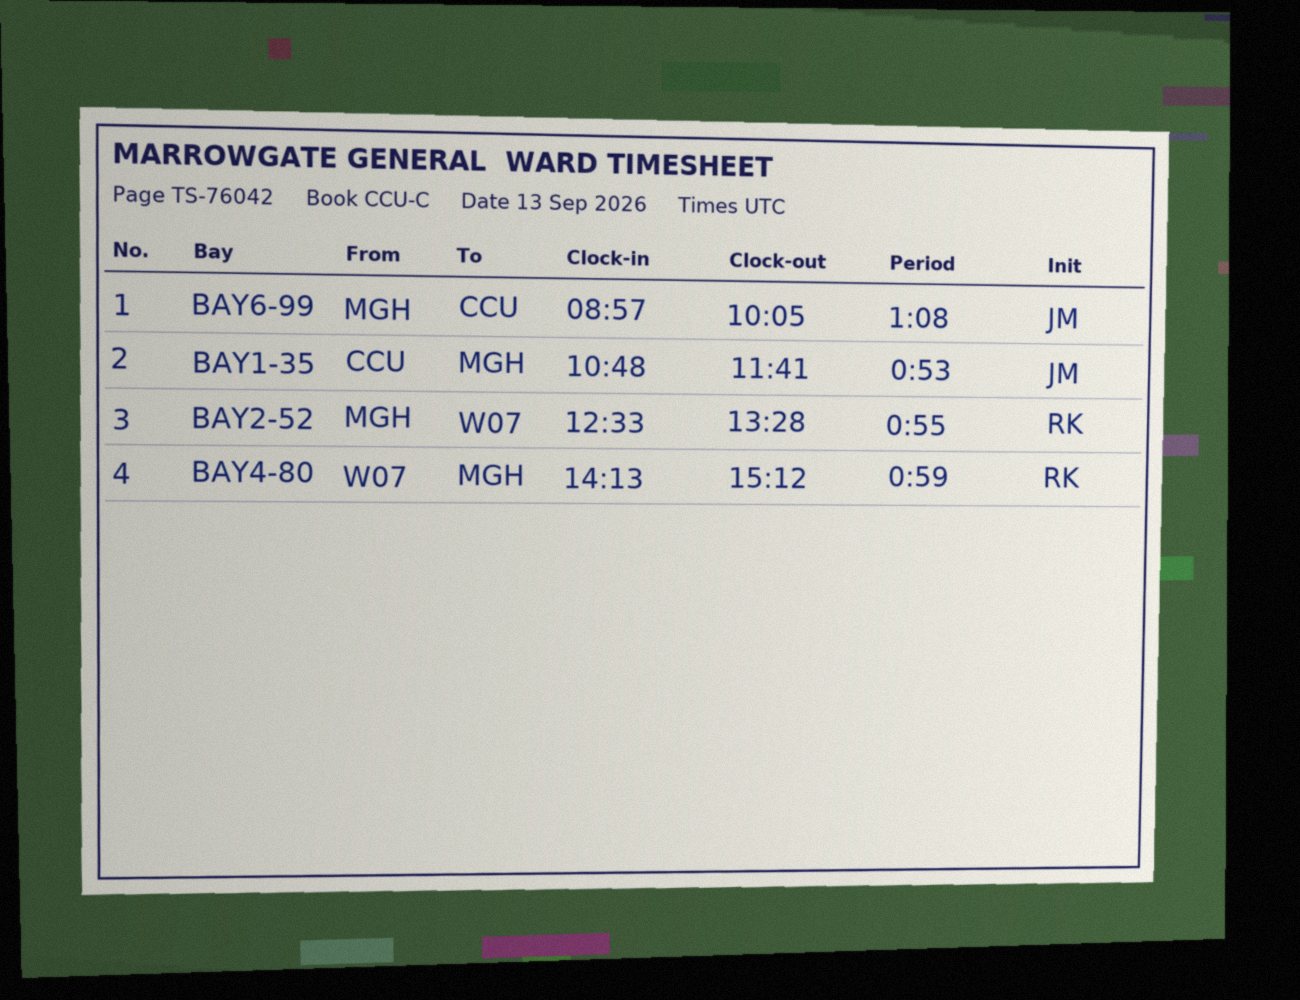 MARROWGATE GENERAL WARD TIMESHEET
Page TS-76042 Book CCU-C Date 13 Sep 2026 Times UTC
No. Bay From To Clock-in Clock-out Period Init
1 BAY6-99 MGH CCU 08:57 10:05 1:08 JM
2 BAY1-35 CCU MGH 10:48 11:41 0:53 JM
3 BAY2-52 MGH W07 12:33 13:28 0:55 RK
4 BAY4-80 W07 MGH 14:13 15:12 0:59 RK